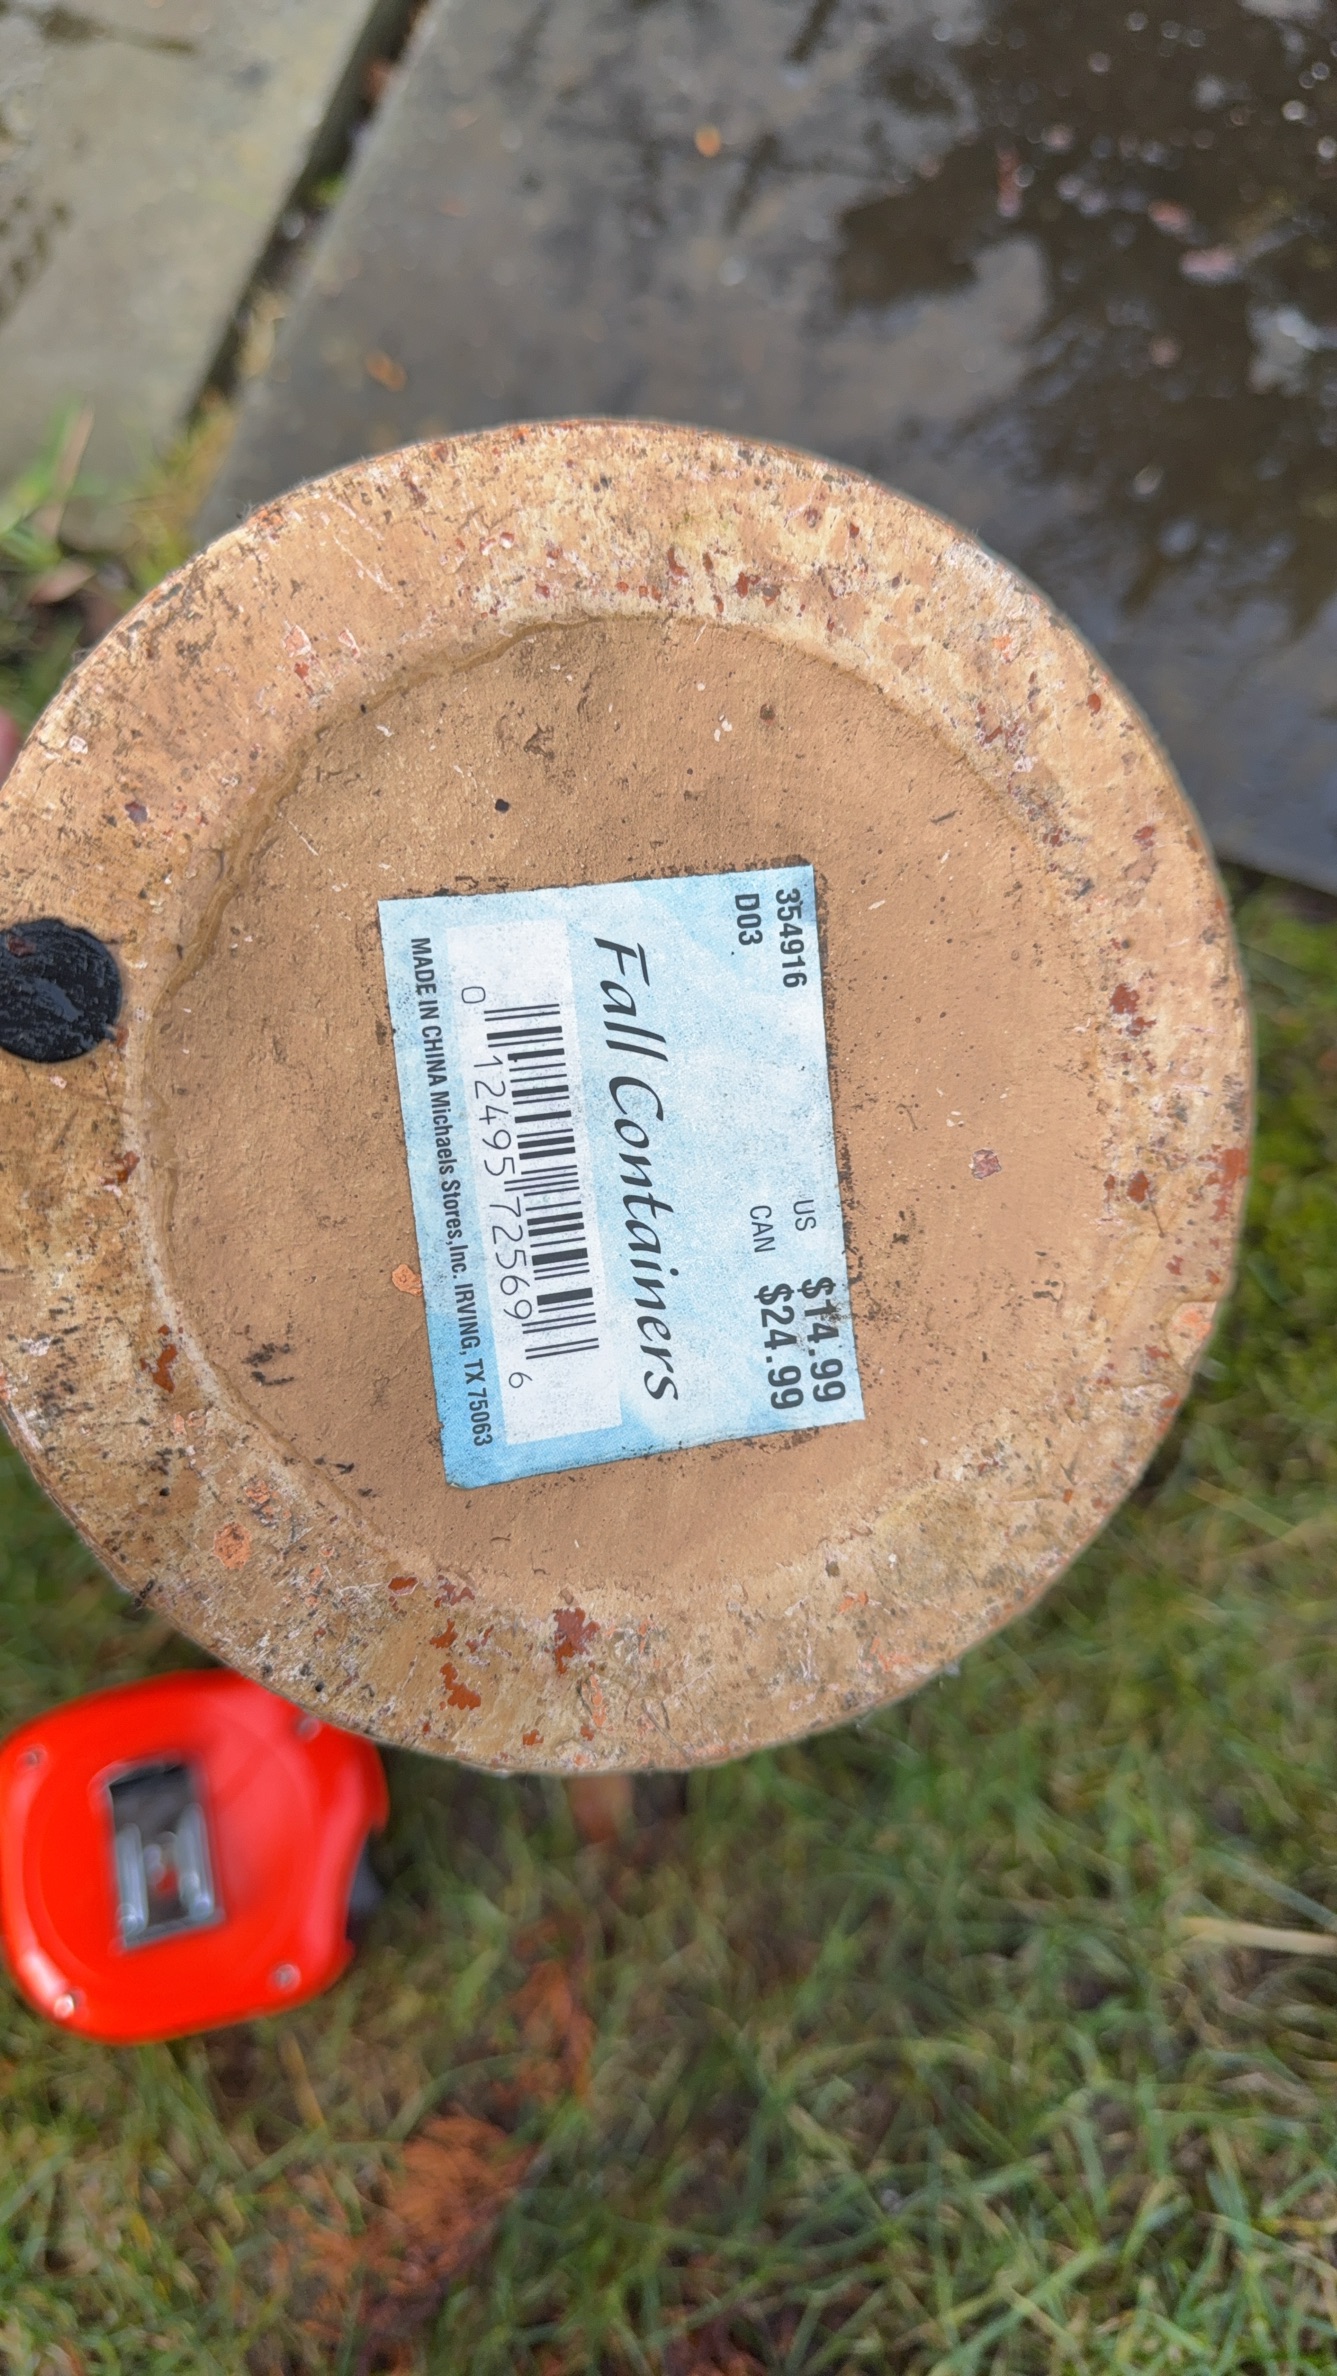 354916
D03
US $14.99
CAN $24.99
Fall Containers
0 12495 72569 6
MADE IN CHINA Michaels Stores,Inc. IRVING, TX 75063